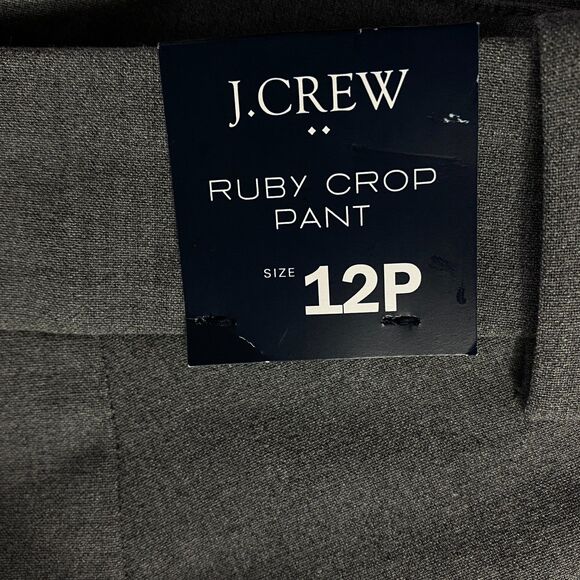 J.CREW
RUBY CROP
PANT
SIZE 12P